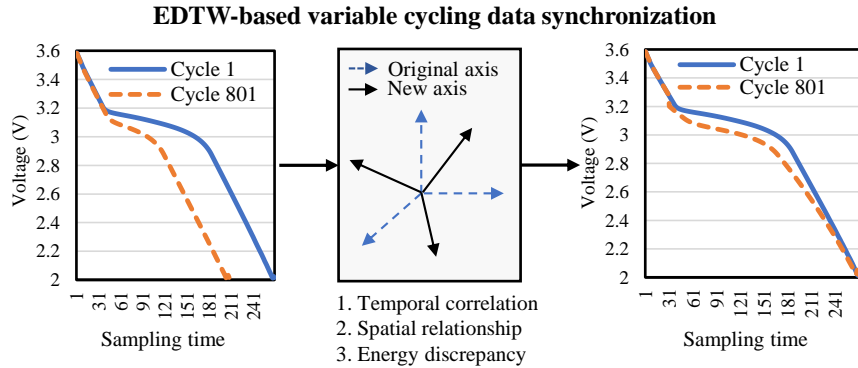 EDTW-based variable cycling data synchronization
3.6
3.4
3.2
3
2.8
2.6
2.4
2.2
2
Voltage (V)
Cycle 1
Cycle 801
1
31
61
91
121
151
181
211
241
Sampling time
Original axis
New axis
1. Temporal correlation
2. Spatial relationship
3. Energy discrepancy
3.6
3.4
3.2
3
2.8
2.6
2.4
2.2
2
Voltage (V)
Cycle 1
Cycle 801
1
31
61
91
121
151
181
211
241
Sampling time